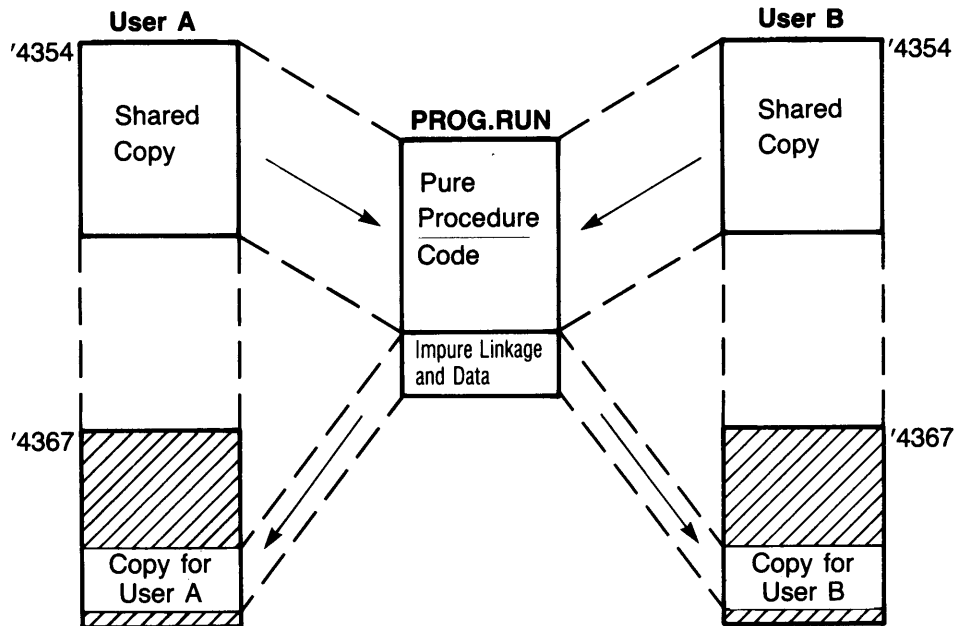 User A
User B
'4354
'4354
Shared
Copy
PROG.RUN
Shared
Copy
Pure
Procedure
Code
Impure Linkage
and Data
'4367
'4367
Copy for
User A
Copy for
User B